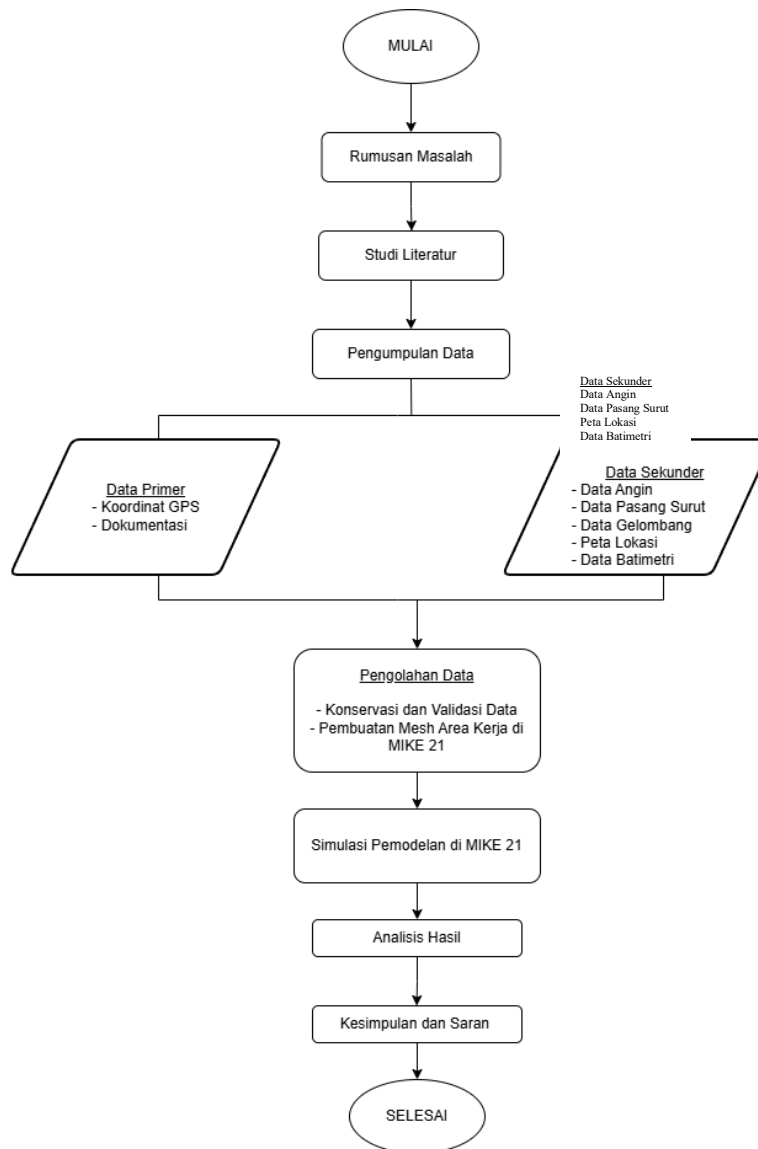 MULAI
Rumusan Masalah
Studi Literatur
Pengumpulan Data
Data Sekunder
Data Angin
Data Pasang Surut
Peta Lokasi
Data Batimetri
Data Primer
- Koordinat GPS
- Dokumentasi
Data Sekunder
- Data Angin
- Data Pasang Surut
- Data Gelombang
- Peta Lokasi
- Data Batimetri
Pengolahan Data
- Konservasi dan Validasi Data
- Pembuatan Mesh Area Kerja di
MIKE 21
Simulasi Pemodelan di MIKE 21
Analisis Hasil
Kesimpulan dan Saran
SELESAI